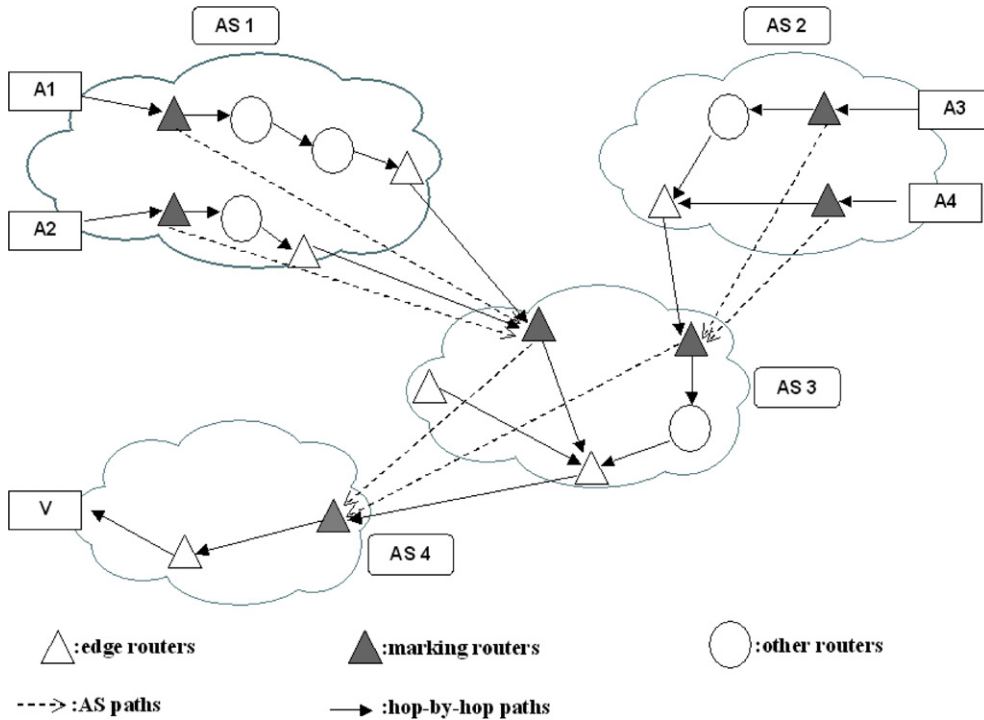 AS 1
AS 2
A1
A3
A2
A4
AS 3
V
AS 4
:edge routers
:marking routers
:other routers
:AS paths
:hop-by-hop paths